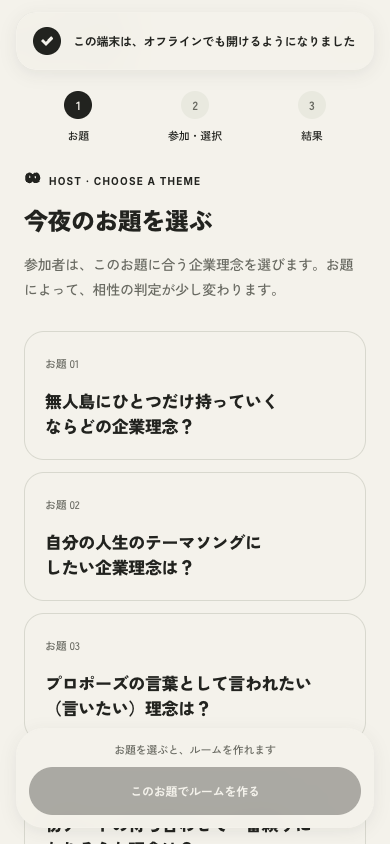 この端末は、オフラインでも開けるようになりました
1
2
3
お題
参加・選択
結果
HOST · CHOOSE A THEME
今夜のお題を選ぶ
参加者は、このお題に合う企業理念を選びます。お題
によって、相性の判定が少し変わります。
お題 01
無人島にひとつだけ持っていく
ならどの企業理念？
お題 02
自分の人生のテーマソングに
したい企業理念は？
お題 03
プロポーズの言葉として言われたい
（言いたい）理念は？
お題を選ぶと、ルームを作れます
このお題でルームを作る